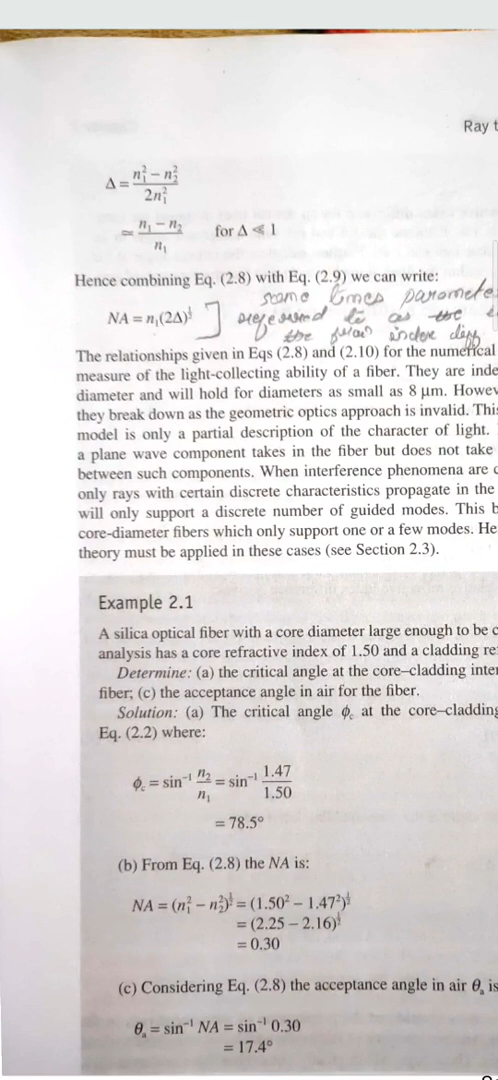 Ray t
Δ = n₁² – n₂² / 2n₁²
≃ n₁ – n₂ / n₁ for Δ ≪ 1
Hence combining Eq. (2.8) with Eq. (2.9) we can write:
some times paramete
NA = n₁(2Δ)^½ ] to as the
the index diff
The relationships given in Eqs (2.8) and (2.10) for the numerical
measure of the light-collecting ability of a fiber. They are inde
diameter and will hold for diameters as small as 8 μm. Howev
they break down as the geometric optics approach is invalid. This
model is only a partial description of the character of light.
a plane wave component takes in the fiber but does not take
between such components. When interference phenomena are c
only rays with certain discrete characteristics propagate in the
will only support a discrete number of guided modes. This b
core-diameter fibers which only support one or a few modes. He
theory must be applied in these cases (see Section 2.3).
Example 2.1
A silica optical fiber with a core diameter large enough to be c
analysis has a core refractive index of 1.50 and a cladding re
Determine: (a) the critical angle at the core–cladding inter
fiber; (c) the acceptance angle in air for the fiber.
Solution: (a) The critical angle ϕc at the core–cladding
Eq. (2.2) where:
ϕc = sin⁻¹ n₂/n₁ = sin⁻¹ 1.47/1.50
= 78.5°
(b) From Eq. (2.8) the NA is:
NA = (n₁² – n₂²)^½ = (1.50² – 1.47²)^½
= (2.25 – 2.16)^½
= 0.30
(c) Considering Eq. (2.8) the acceptance angle in air θa is
θa = sin⁻¹ NA = sin⁻¹ 0.30
= 17.4°